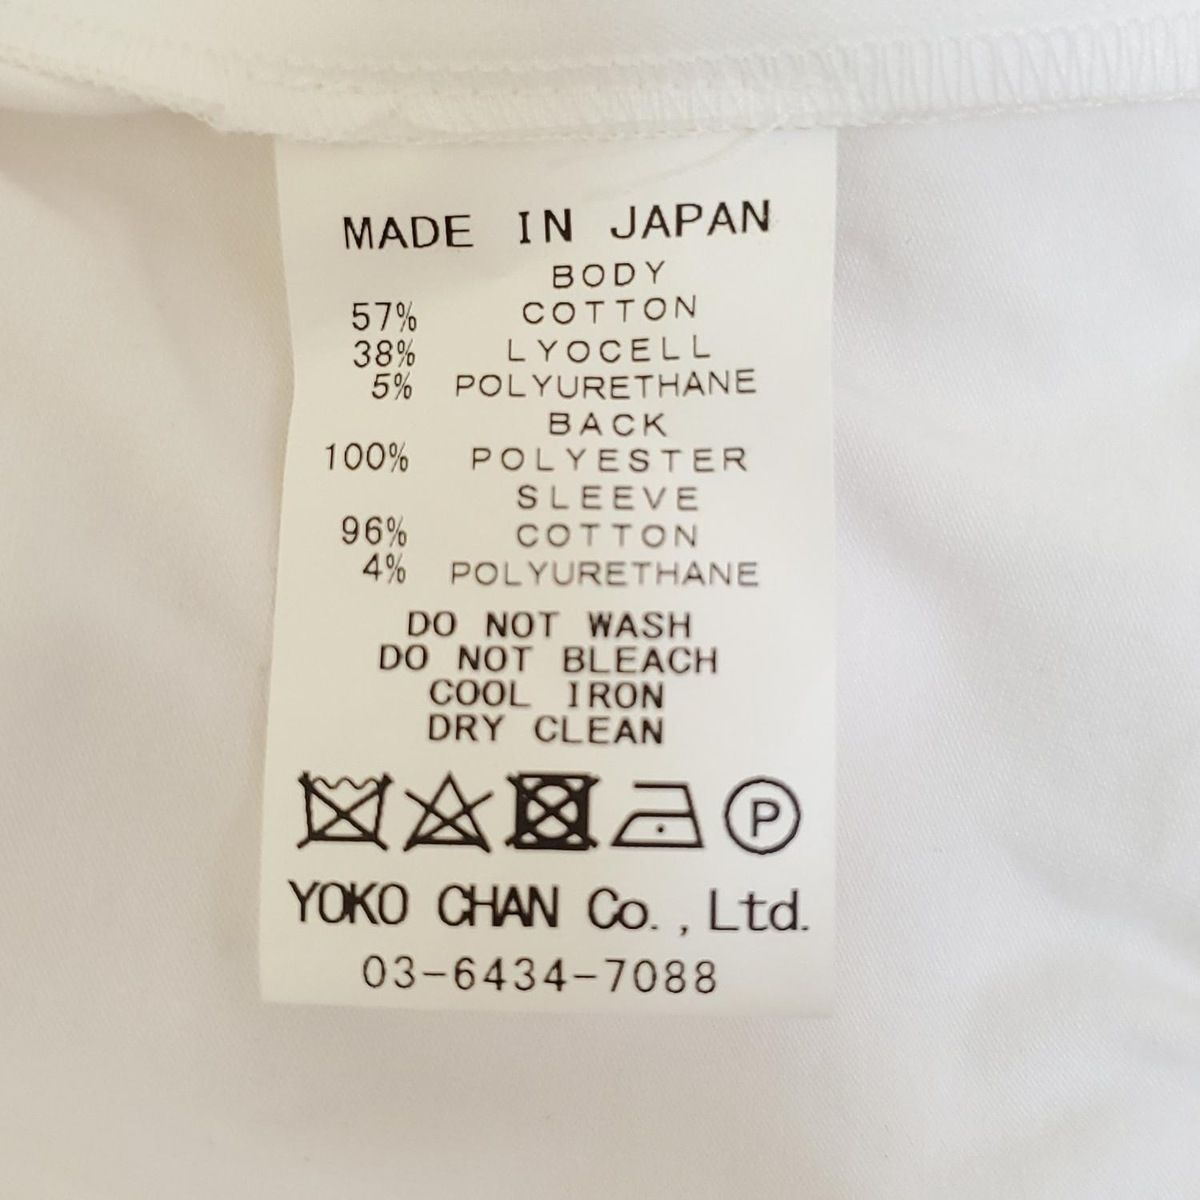 MADE IN JAPAN
BODY
57% COTTON
38% LYOCELL
5% POLYURETHANE
BACK
100% POLYESTER
SLEEVE
96% COTTON
4% POLYURETHANE
DO NOT WASH
DO NOT BLEACH
COOL IRON
DRY CLEAN
P
YOKO CHAN Co., Ltd.
03-6434-7088